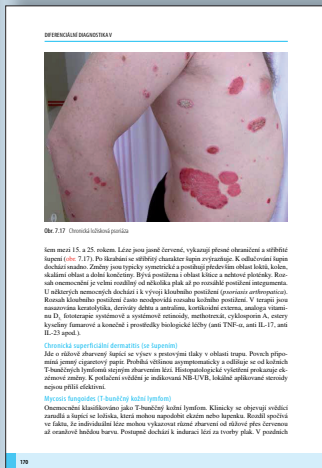 DIFERENCIÁLNÍ DIAGNOSTIKA V
Obr. 7.17 Chronická ložisková psoriáza
šem mezi 15. a 25. rokem. Léze jsou jasně červené, vykazují přesné ohraničení a stříbřité
šupení (obr. 7.17). Po škrábání se stříbřitý charakter šupin zvýrazňuje. K odlučování šupin
dochází snadno. Změny jsou typicky symetrické a postihují především oblast loktů, kolen,
skalární oblast a dolní končetiny. Bývá postižena i oblast kštice a nehtové ploténky. Roz-
sah onemocnění je velmi rozdílný od několika plak až po rozsáhlé postižení integumenta.
U některých nemocných dochází i k vývoji kloubního postižení (psoriasis arthropatica).
Rozsah kloubního postižení často neodpovídá rozsahu kožního postižení. V terapii jsou
nasazována keratolytika, deriváty dehtu a antralinu, kortikoidní externa, analoga vitami-
nu D, fototerapie systémové a systémově retinoidy, methotrexát, cyklosporin A, estery
kyseliny fumarové a konečně i prostředky biologické léčby (anti TNF-α, anti IL-17, anti
IL-23 apod.).
Chronická superficiální dermatitis (se šupením)
Jde o růžově zbarvený šupící se výsev s prstovitými ílaky v oblasti trupu. Povrch připo-
míná jemný cigaretový papír. Probíhá většinou asymptomaticky a odlišuje se od kožních
T-buněčných lymfomů stejným zbarvením lézí. Histopatologické vyšetření prokazuje ek-
zémové změny. K potlačení svědění je indikovaná NB-UVB, lokálně aplikované steroidy
nejsou příliš efektivní.
Mycosis fungoides (T-buněčný kožní lymfom)
Onemocnění klasifikováno jako T-buněčný kožní lymfom. Klinicky se objevují svědící
zarudlá a šupící se ložiska, která mohou napodobit ekzém nebo lupenku. Rozdíl spočívá
ve faktu, že individuální léze mohou vykazovat různé zbarvení od růžové přes červenou
až oranžově hnědou barvu. Postupně dochází k induraci lézí za tvorby plak. V pozdních
170